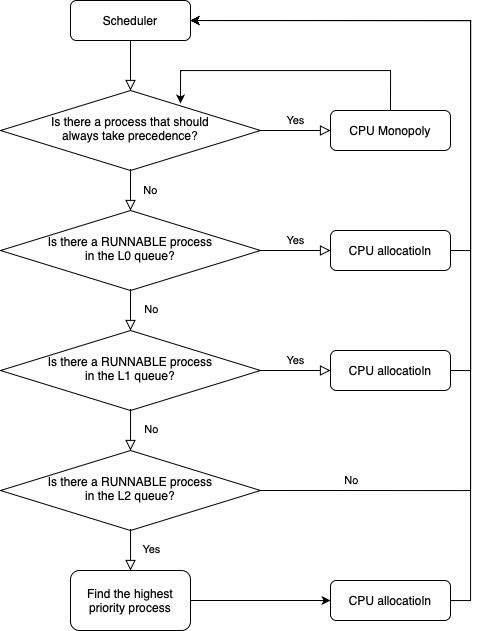 Scheduler
Is there a process that should
always take precedence?
Yes
CPU Monopoly
No
Is there a RUNNABLE process
in the L0 queue?
Yes
CPU allocatioln
No
Is there a RUNNABLE process
in the L1 queue?
Yes
CPU allocatioln
No
Is there a RUNNABLE process
in the L2 queue?
No
Yes
Find the highest
priority process
CPU allocatioln